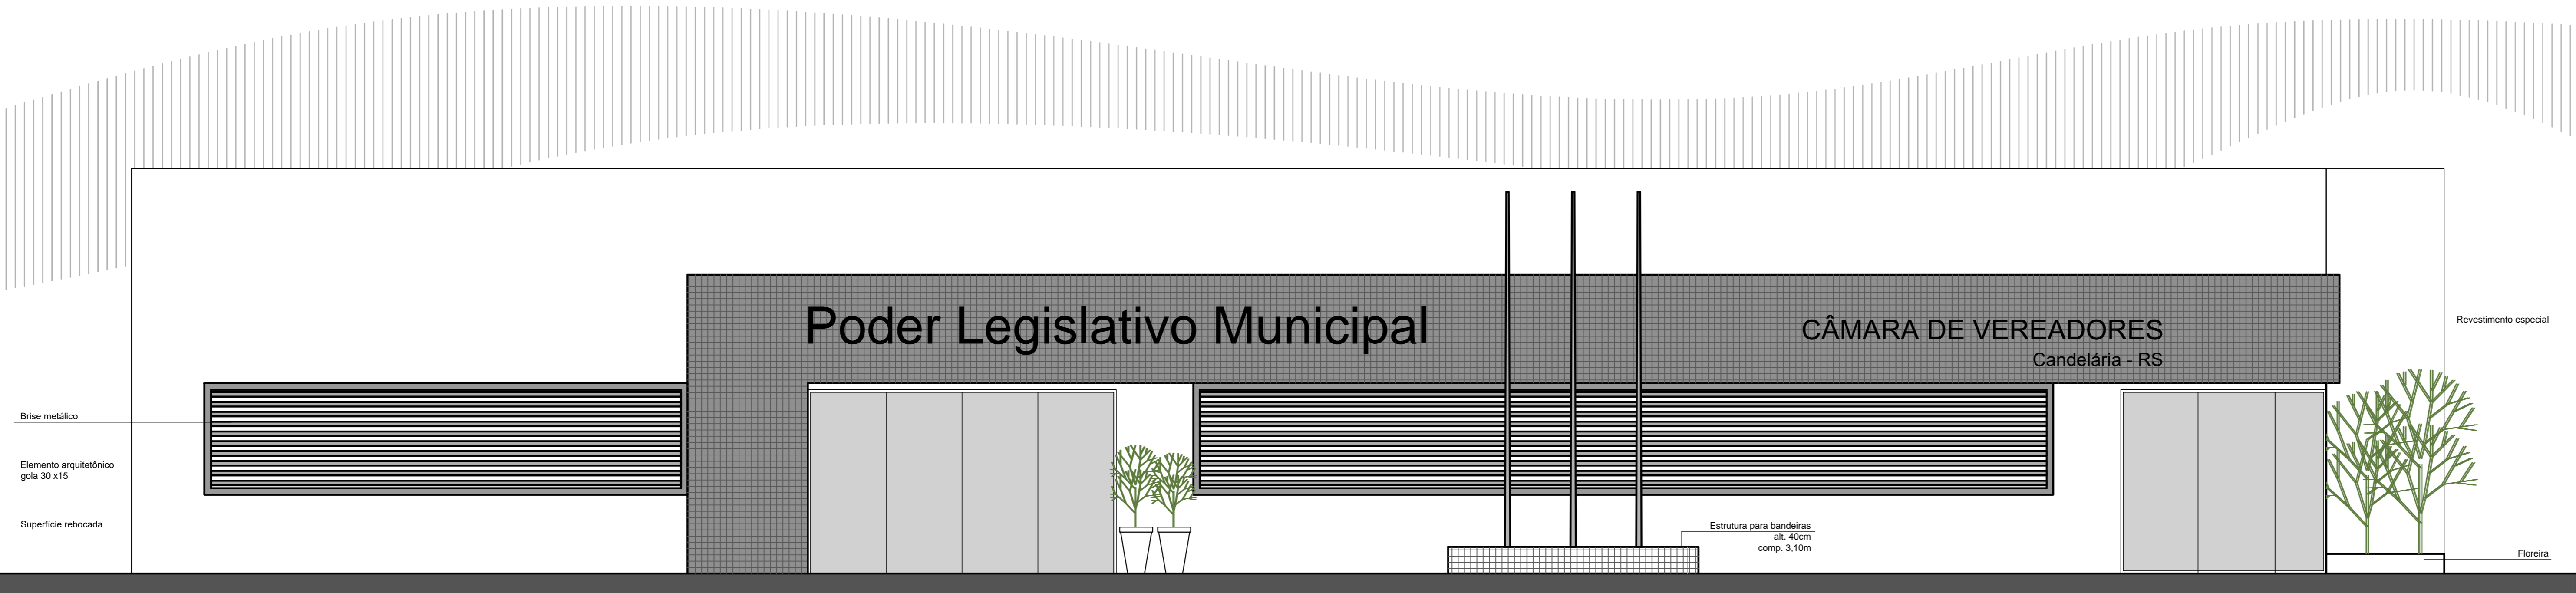 Poder Legislativo Municipal
CÂMARA DE VEREADORES
Candelária - RS
Revestimento especial
Brise metálico
Elemento arquitetônico
gola 30 x15
Superfície rebocada
Estrutura para bandeiras
alt. 40cm
comp. 3,10m
Floreira